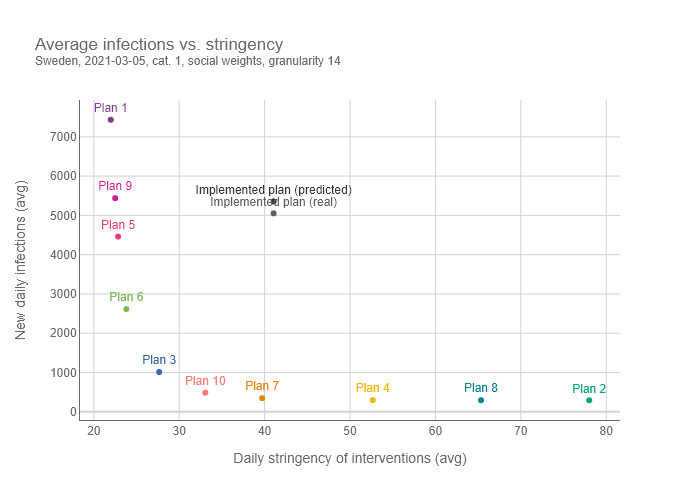 Average infections vs. stringency
Sweden, 2021-03-05, cat. 1, social weights, granularity 14
Plan 1
7000
Plan 9
Implemented plan (predicted)
6000
Implemented plan (real)
5000
Plan 5
4000
Plan 6
3000
2000
Plan 3
1000
Plan 10
Plan 7
Plan 4
Plan 8
Plan 2
0
20
30
40
50
60
70
80
New daily infections (avg)
Daily stringency of interventions (avg)